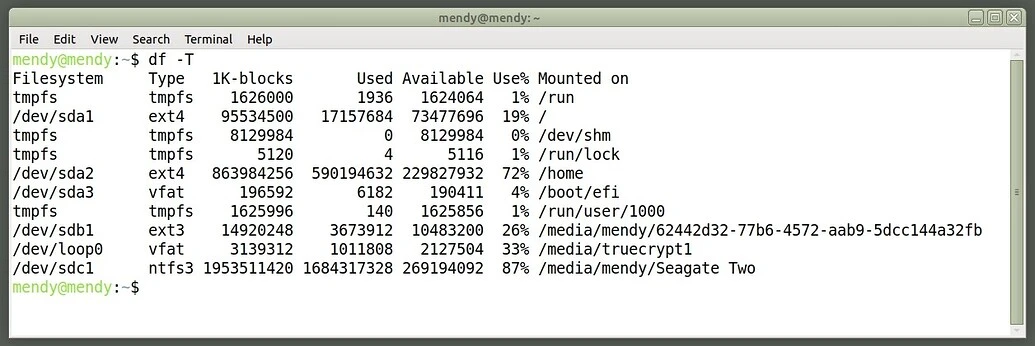 mendy@mendy: ~
File Edit View Search Terminal Help
mendy@mendy:~$ df -T
Filesystem     Type  1K-blocks       Used Available Use% Mounted on
tmpfs          tmpfs    1626000       1936   1624064   1% /run
/dev/sda1      ext4    95534500   17157684  73477696  19% /
tmpfs          tmpfs    8129984          0   8129984   0% /dev/shm
tmpfs          tmpfs       5120          4      5116   1% /run/lock
/dev/sda2      ext4   863984256  590194632 229827932  72% /home
/dev/sda3      vfat      196592       6182    190411   4% /boot/efi
tmpfs          tmpfs    1625996        140   1625856   1% /run/user/1000
/dev/sdb1      ext3    14920248    3673912  10483200  26% /media/mendy/62442d32-77b6-4572-aab9-5dcc144a32fb
/dev/loop0     vfat     3139312    1011808   2127504  33% /media/truecrypt1
/dev/sdc1      ntfs3 1953511420 1684317328 269194092  87% /media/mendy/Seagate Two
mendy@mendy:~$